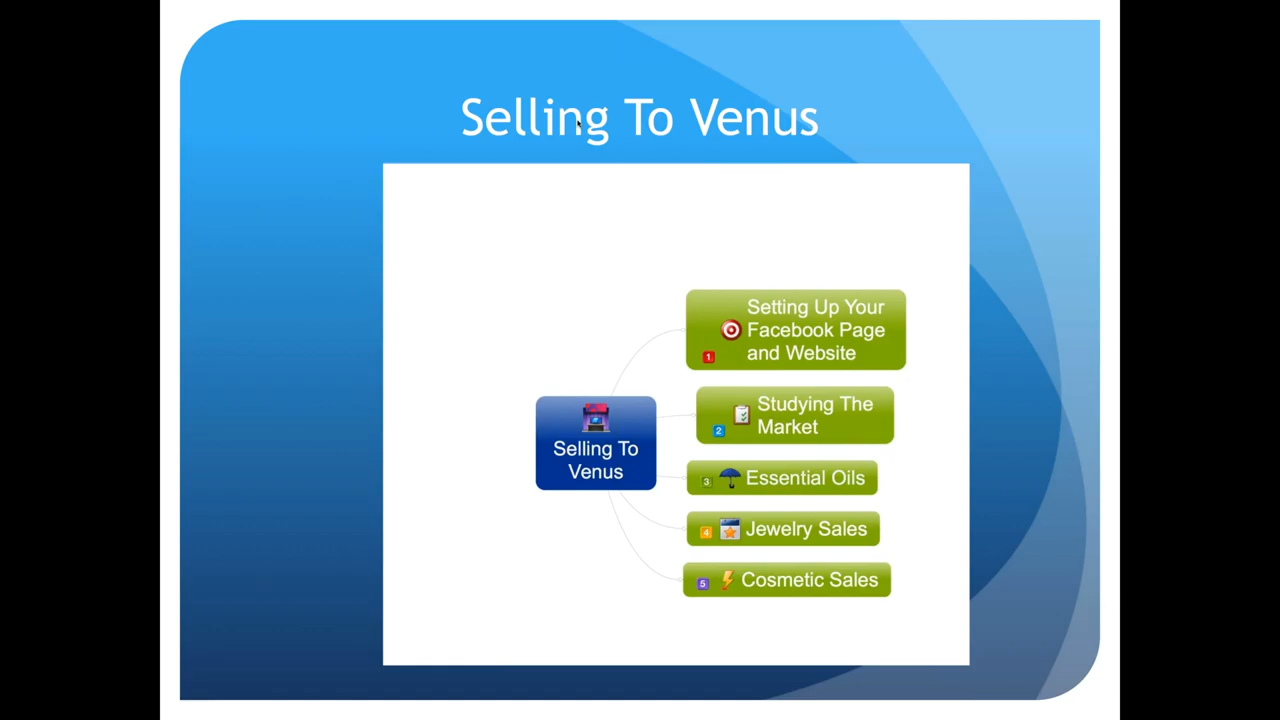 Selling To Venus
Setting Up Your
Facebook Page
and Website
1
Studying The
Market
2
Selling To
Venus
3 Essential Oils
4 Jewelry Sales
5 Cosmetic Sales